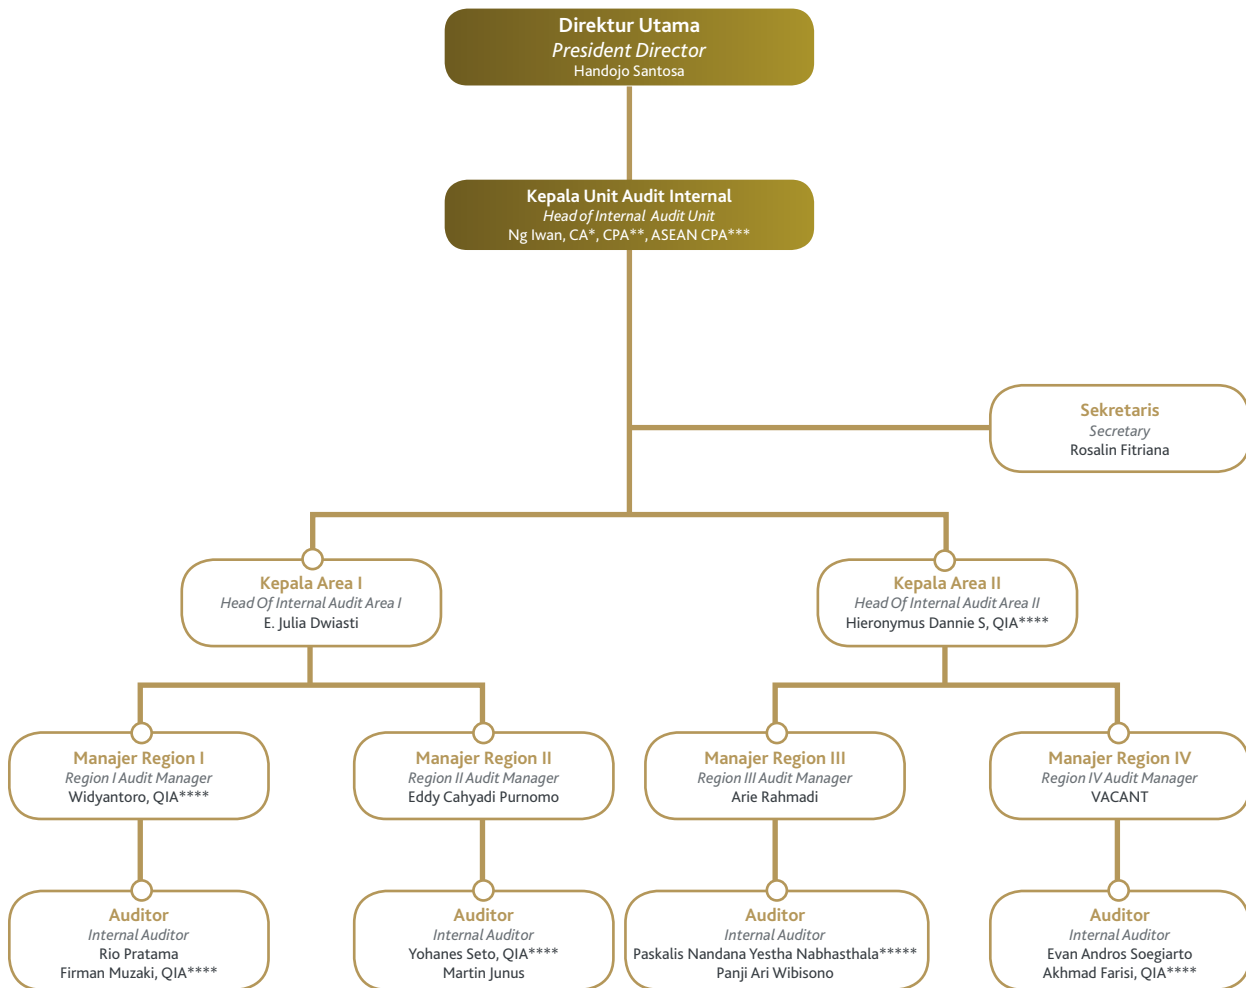 Direktur Utama
President Director
Handojo Santosa
Kepala Unit Audit Internal
Head of Internal Audit Unit
Ng Iwan, CA*, CPA**, ASEAN CPA***
Sekretaris
Secretary
Rosalin Fitriana
Kepala Area I
Head Of Internal Audit Area I
E. Julia Dwiasti
Kepala Area II
Head Of Internal Audit Area II
Hieronymus Dannie S, QIA****
Manajer Region I
Region I Audit Manager
Widyantoro, QIA****
Manajer Region II
Region II Audit Manager
Eddy Cahyadi Purnomo
Manajer Region III
Region III Audit Manager
Arie Rahmadi
Manajer Region IV
Region IV Audit Manager
VACANT
Auditor
Internal Auditor
Rio Pratama
Firman Muzaki, QIA****
Auditor
Internal Auditor
Yohanes Seto, QIA****
Martin Junus
Auditor
Internal Auditor
Paskalis Nandana Yestha Nabhasthala*****
Panji Ari Wibisono
Auditor
Internal Auditor
Evan Andros Soegiarto
Akhmad Farisi, QIA****